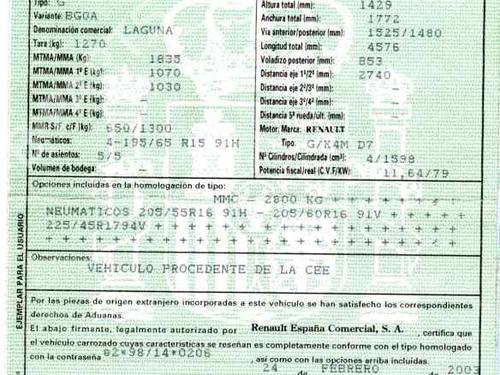 Tipo: G
Variante: BG0A
Denominación comercial: LAGUNA
Tara (kg): 1270
MTMA/MMA (Kg) 1835
MTMA/MMA 1º E (kg): 1070
MTMA/MMA 2º E (kg): 1030
MTMA/MMA 3º E (kg): -
MTMA/MMA 4º E (kg): -
MMR S/F c/F (kg): 650/1300
Neumáticos: 4-195/65 R15 91H
Nº de asientos: 5/5
Volumen de bodega: -
Altura total (mm): 1429
Anchura total (mm): 1772
Vía anterior/posterior (mm): 1525/1480
Longitud total (mm): 4576
Voladizo posterior (mm): 853
Distancia eje 1º/2º (mm): 2740
Distancia eje 2º/3º (mm): -
Distancia eje 3º/4º (mm): -
Distancia 5ª rueda/últ. (mm): -
Motor: Marca: RENAULT
Tipo. G/K4M D7
Nº Cilindros/Cilindrada (cm³): 4/1598
Potencia fiscal/real (C.V.F/KW): 11,64/79
Opciones incluidas en la homologación de tipo:
MMC = 2800 KG + + + + + + +
NEUMATICOS 205/55R16 91H - 205/60R16 91V + + + + +
225/45R1794V + + + + + + + + + + + + + + + +
+ + + + + + + + + + + + + + + + + + + + + +
Observaciones:
VEHICULO PROCEDENTE DE LA CEE
Por las piezas de origen extranjero incorporadas a este vehículo se han satisfecho los correspondientes
derechos de Aduanas.
El abajo firmante, legalmente autorizado por Renault España Comercial, S. A. , certifica que
el vehículo carrozado cuyas características se reseñan es completamente conforme con el tipo homologado
con la contraseña e2*98/14*0206 , así como con las opciones arriba incluidas.
24 FEBRERO 2003
EJEMPLAR PARA EL USUARIO